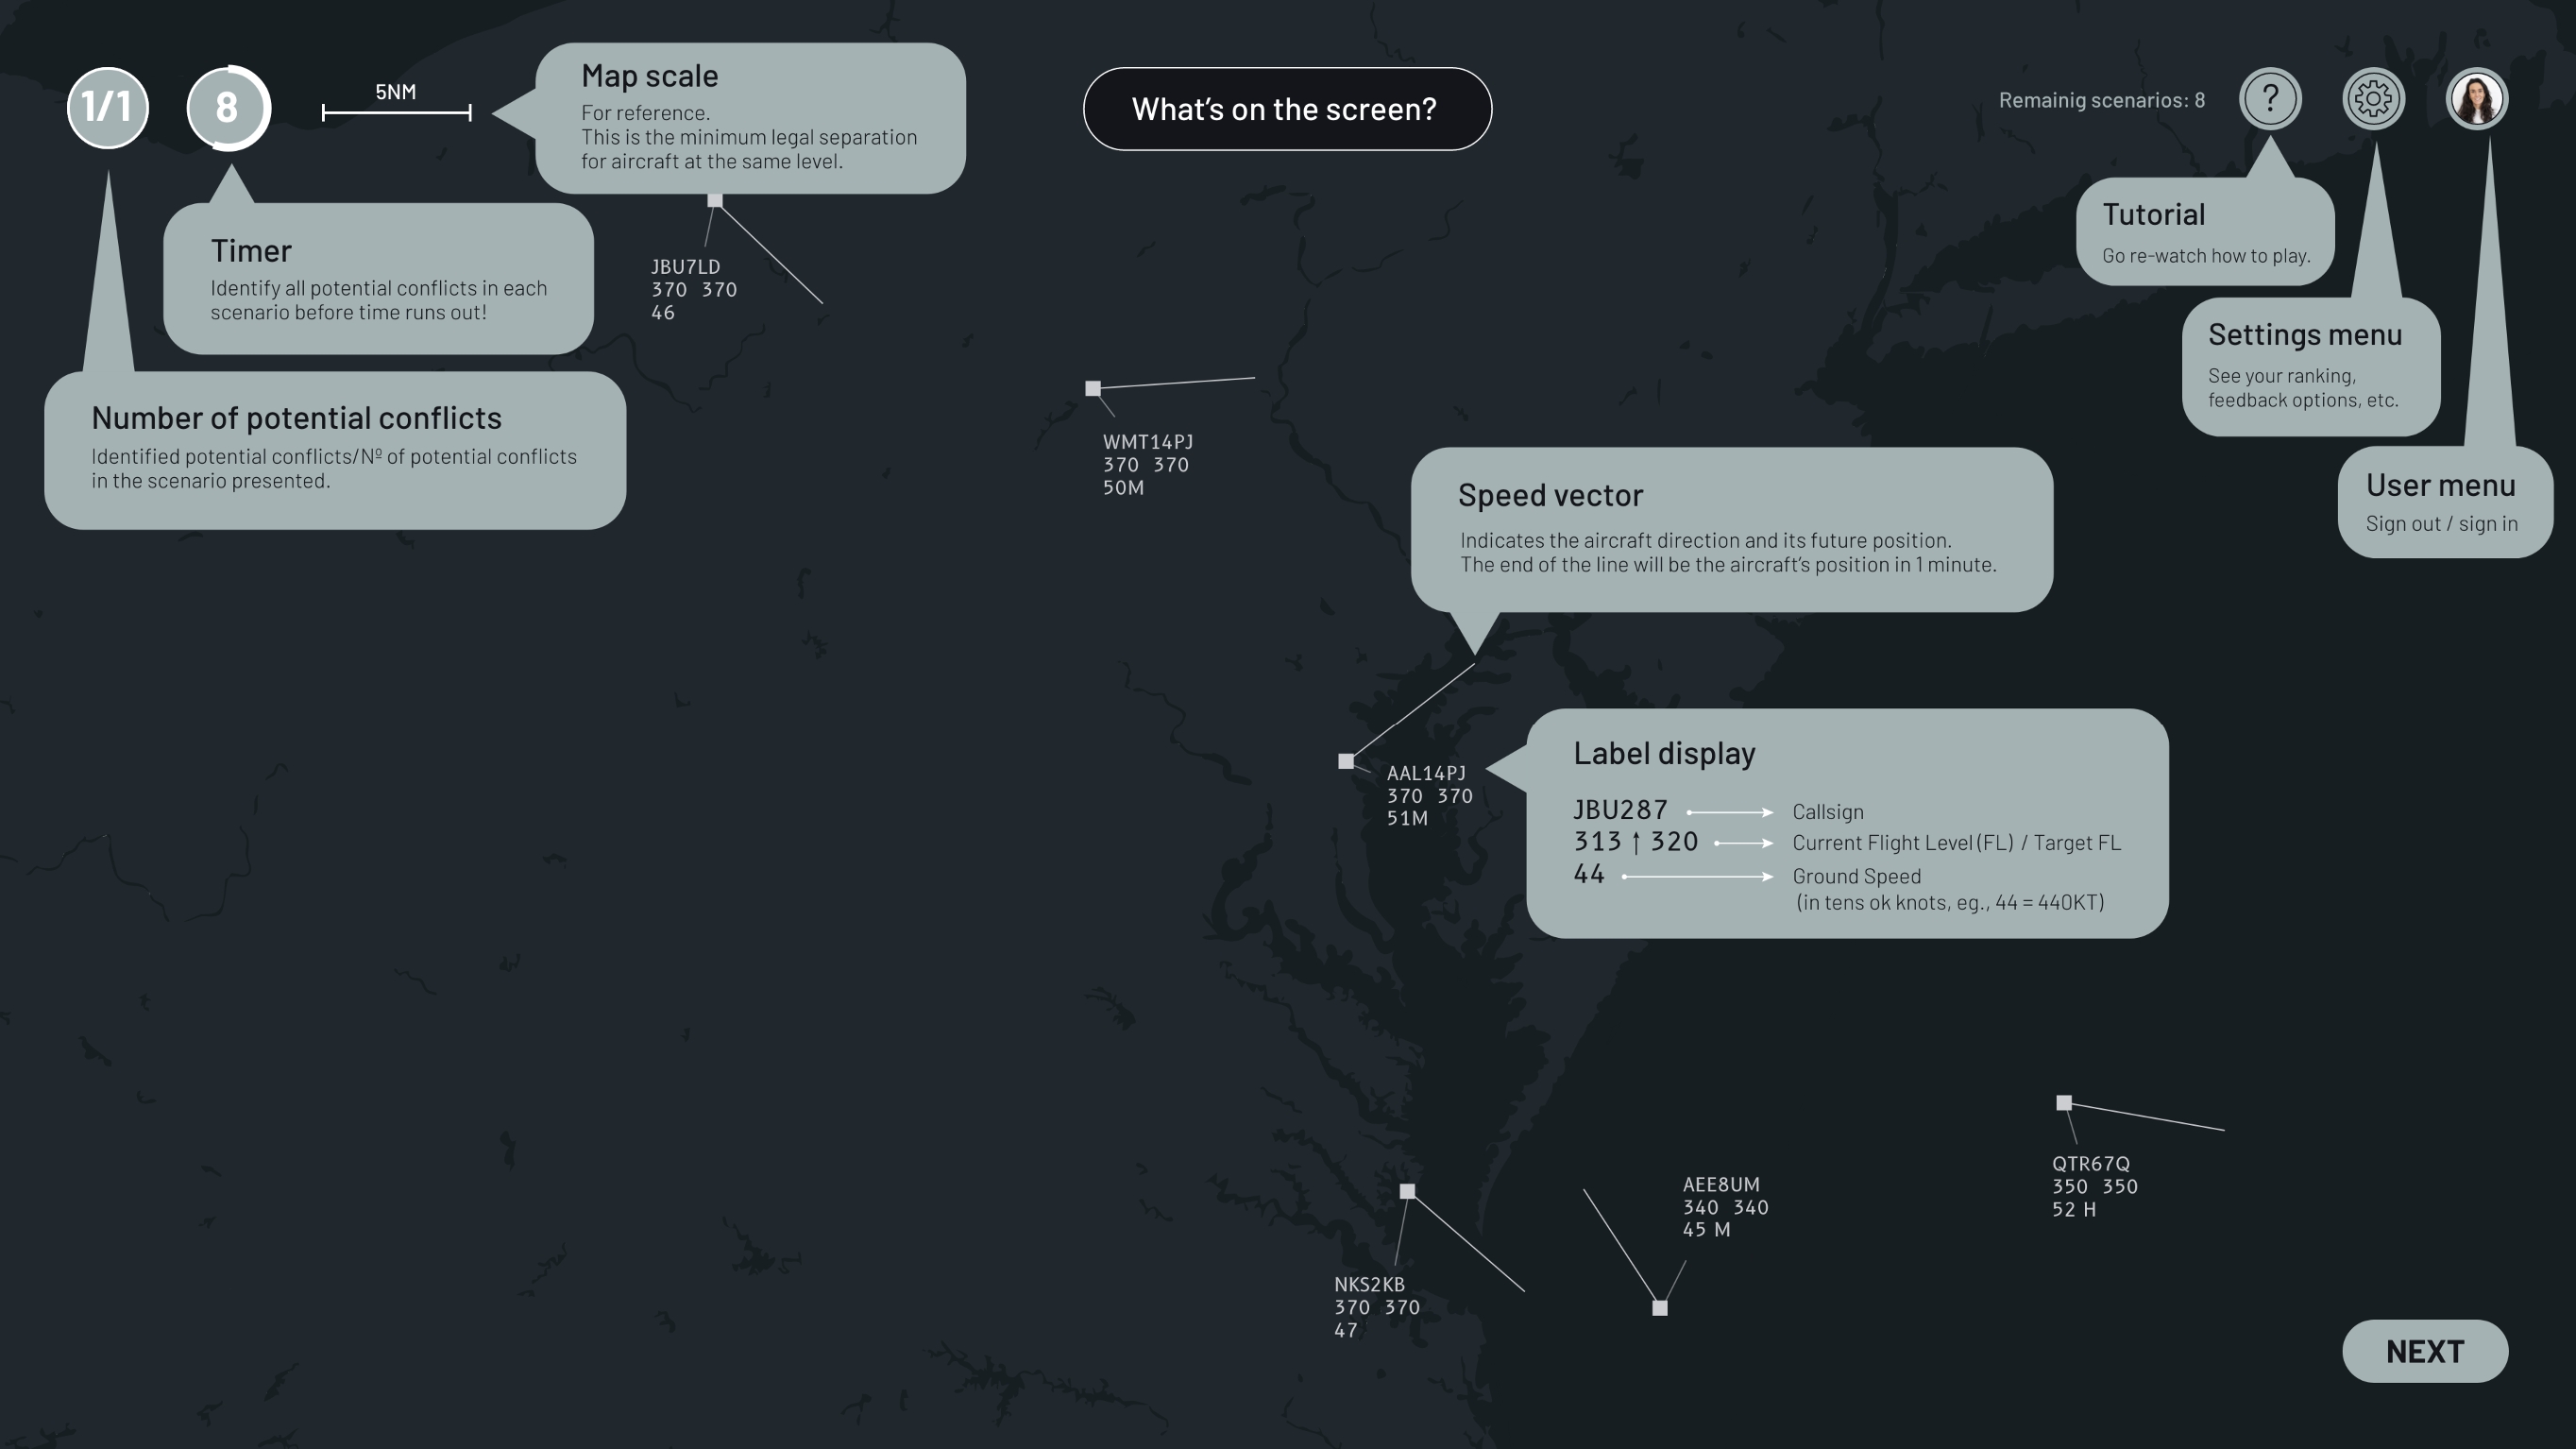 1/1
8
5NM
Map scale
For reference.
This is the minimum legal separation
for aircraft at the same level.
What's on the screen?
Remainig scenarios: 8
?
Timer
Identify all potential conflicts in each
scenario before time runs out!
Number of potential conflicts
Identified potential conflicts/Nº of potential conflicts
in the scenario presented.
Tutorial
Go re-watch how to play.
Settings menu
See your ranking,
feedback options, etc.
User menu
Sign out / sign in
JBU7LD
370 370
46
WMT14PJ
370 370
50M
Speed vector
Indicates the aircraft direction and its future position.
The end of the line will be the aircraft's position in 1 minute.
AAL14PJ
370 370
51M
Label display
JBU287
Callsign
313 ↑ 320
Current Flight Level (FL) / Target FL
44
Ground Speed
(in tens ok knots, eg., 44 = 440KT)
QTR67Q
350 350
52 H
AEE8UM
340 340
45 M
NKS2KB
370 370
47
NEXT